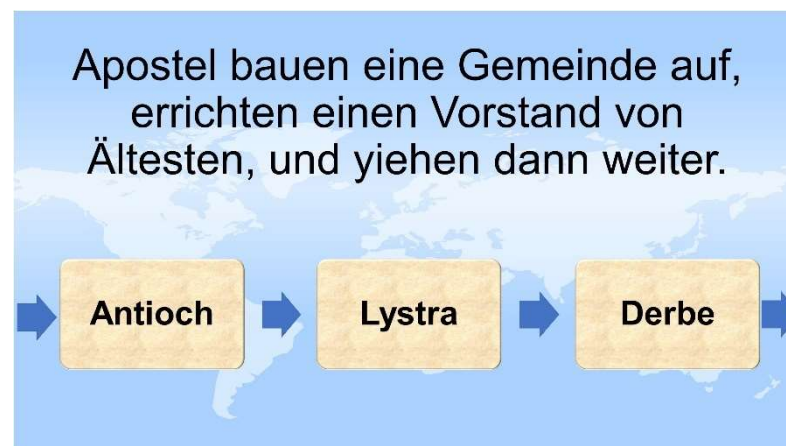 Apostel bauen eine Gemeinde auf,
errichten einen Vorstand von
Ältesten, und yiehen dann weiter.
Antioch
Lystra
Derbe